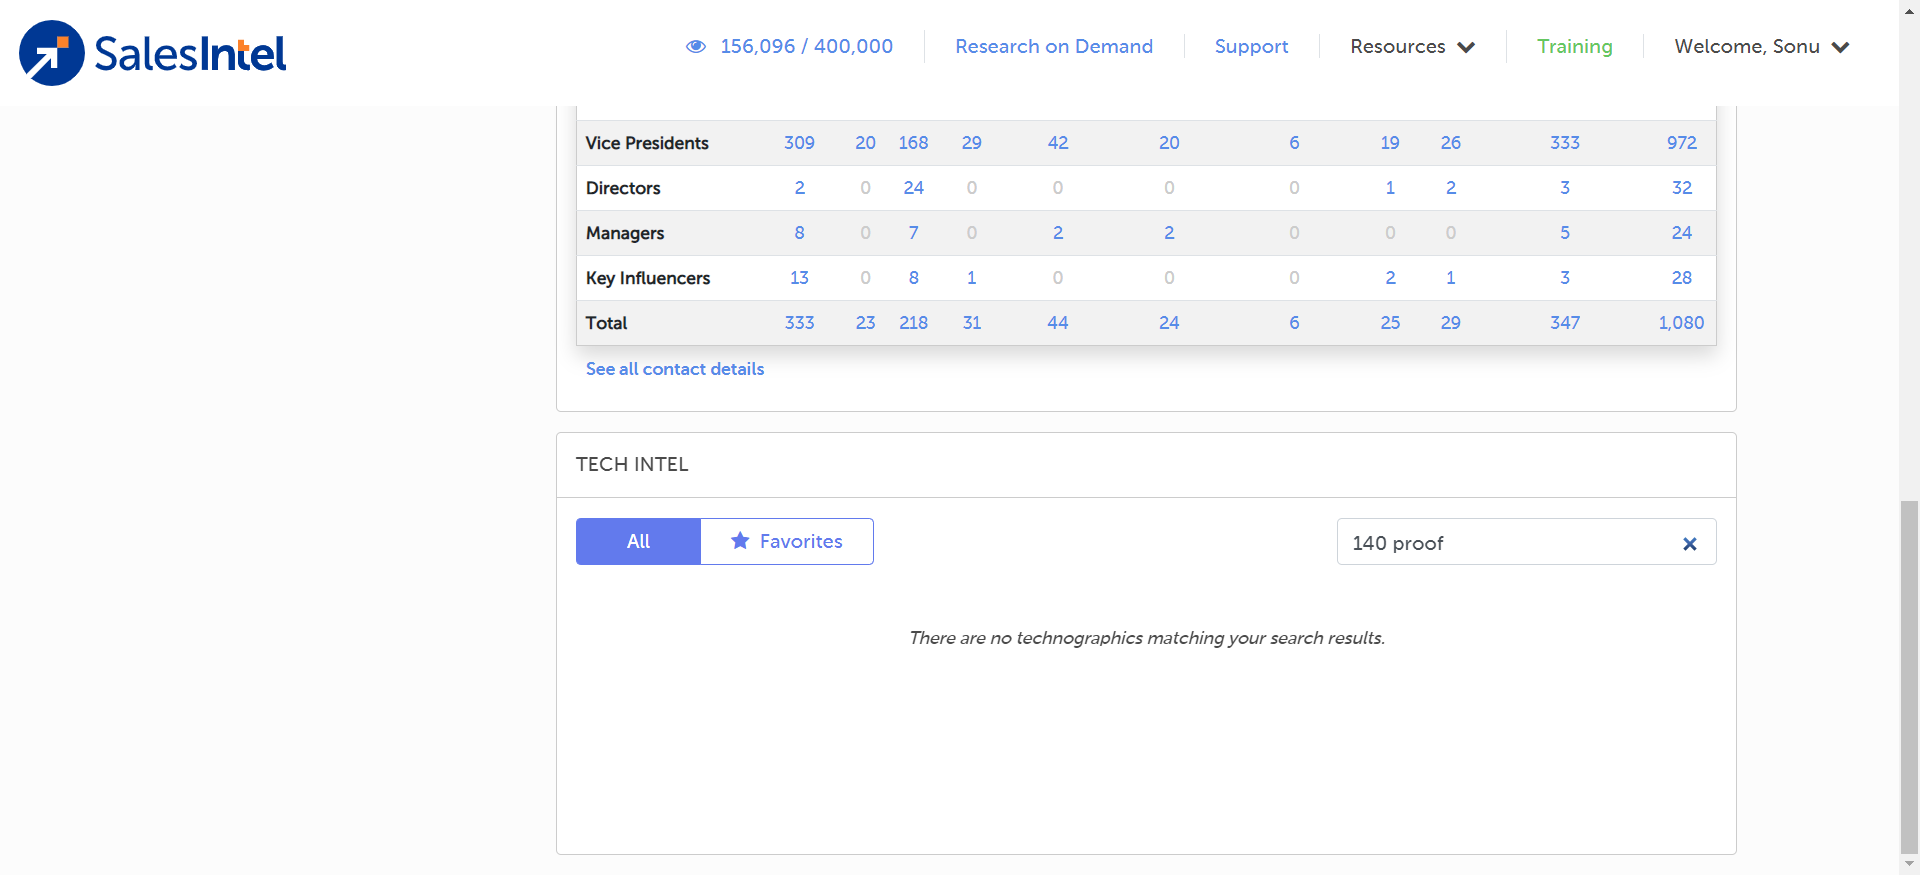 SalesIntel
156,096 / 400,000 Research on Demand Support Resources Training Welcome, Sonu
Vice Presidents 309 20 168 29 42 20 6 19 26 333 972
Directors 2 0 24 0 0 0 0 1 2 3 32
Managers 8 0 7 0 2 2 0 0 0 5 24
Key Influencers 13 0 8 1 0 0 0 2 1 3 28
Total 333 23 218 31 44 24 6 25 29 347 1,080
See all contact details
TECH INTEL
All Favorites 140 proof
There are no technographics matching your search results.